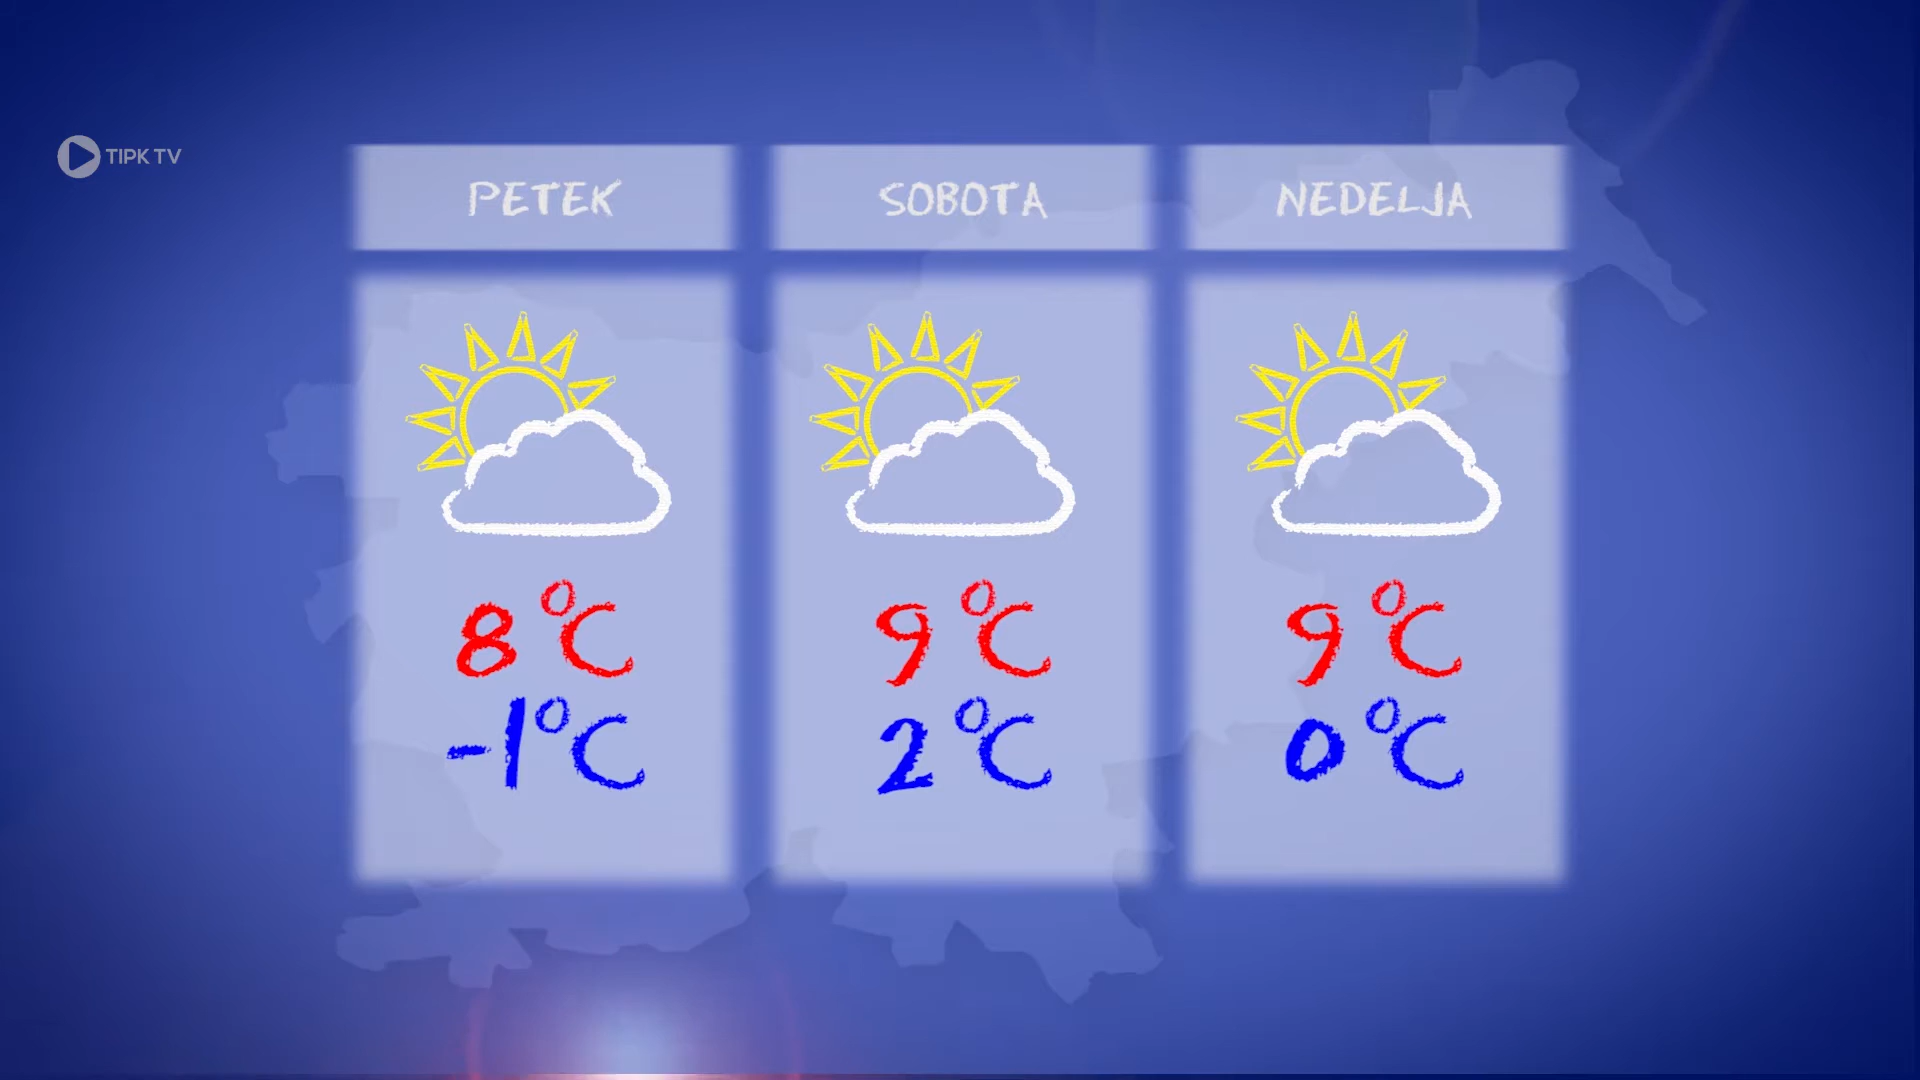 TIPK TV
PETEK
SOBOTA
NEDELJA
8 °C
9 °C
9 °C
-1 °C
2 °C
0 °C